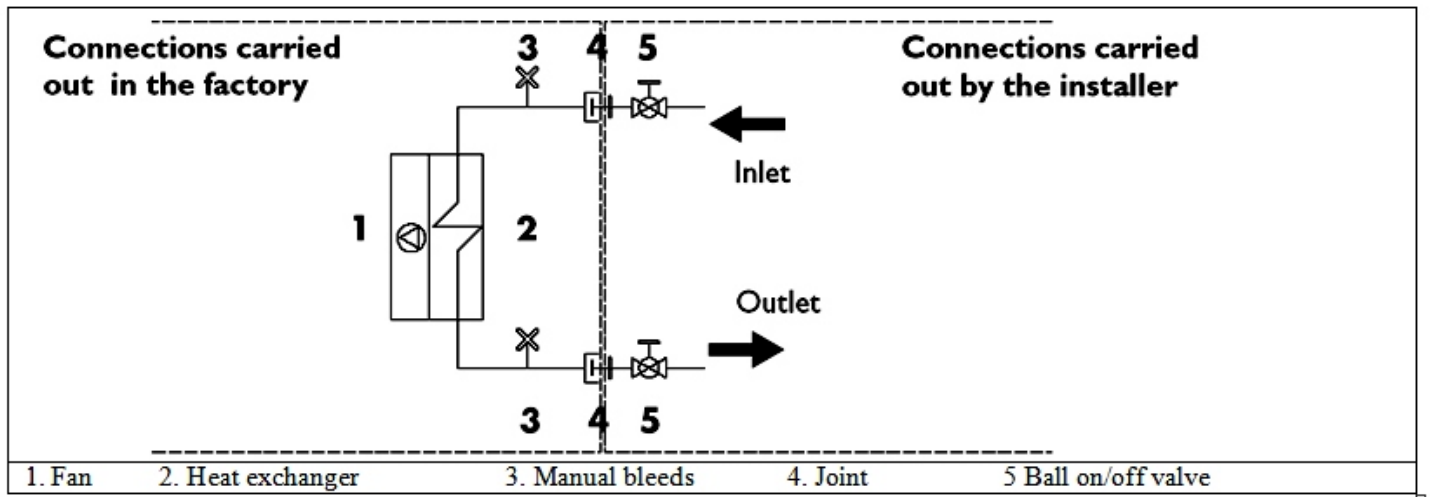 Connections carried
out in the factory
3 4 5
Connections carried
out by the installer
Inlet
1 2
Outlet
3 4 5
1. Fan 2. Heat exchanger 3. Manual bleeds 4. Joint 5 Ball on/off valve